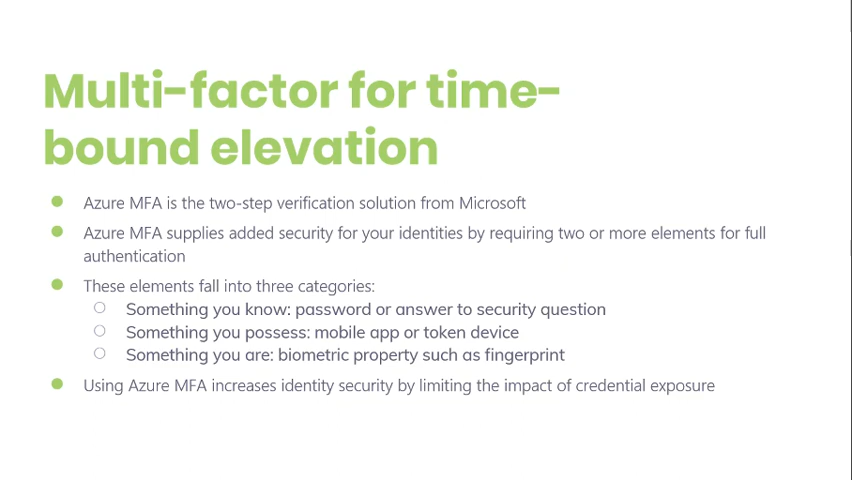 Multi-factor for time-
bound elevation
Azure MFA is the two-step verification solution from Microsoft
Azure MFA supplies added security for your identities by requiring two or more elements for full
authentication
These elements fall into three categories:
Something you know: password or answer to security question
Something you possess: mobile app or token device
Something you are: biometric property such as fingerprint
Using Azure MFA increases identity security by limiting the impact of credential exposure